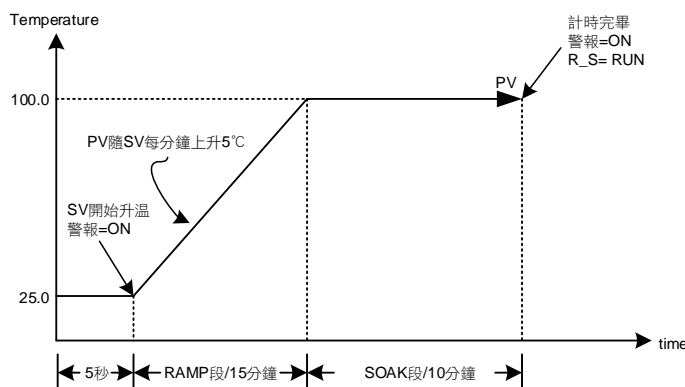 Temperature
計時完畢
警報=ON
R_S= RUN
PV
100.0
PV隨SV每分鐘上升5℃
SV開始升温
警報=ON
25.0
time
5秒
RAMP段/15分鐘
SOAK段/10分鐘